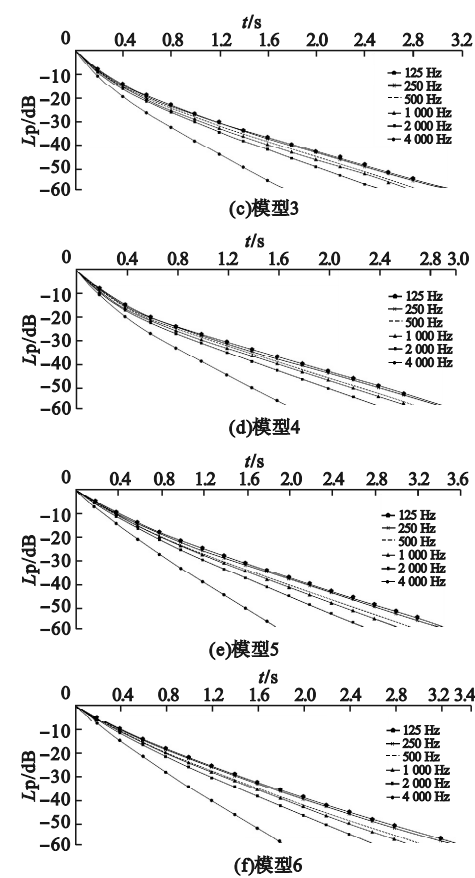 t/s
0 0.4 0.8 1.2 1.6 2.0 2.4 2.8 3.2
Lp/dB
−10
−20
−30
−40
−50
−60
125 Hz
250 Hz
500 Hz
1 000 Hz
2 000 Hz
4 000 Hz
(c)模型3
t/s
0 0.4 0.8 1.2 1.6 2.0 2.4 2.8 3.0
Lp/dB
−10
−20
−30
−40
−50
−60
125 Hz
250 Hz
500 Hz
1 000 Hz
2 000 Hz
4 000 Hz
(d)模型4
t/s
0 0.4 0.8 1.2 1.6 2.0 2.4 2.8 3.2 3.6
Lp/dB
−10
−20
−30
−40
−50
−60
125 Hz
250 Hz
500 Hz
1 000 Hz
2 000 Hz
4 000 Hz
(e)模型5
t/s
0 0.4 0.8 1.2 1.6 2.0 2.4 2.8 3.2 3.4
Lp/dB
−10
−20
−30
−40
−50
−60
125 Hz
250 Hz
500 Hz
1 000 Hz
2 000 Hz
4 000 Hz
(f)模型6